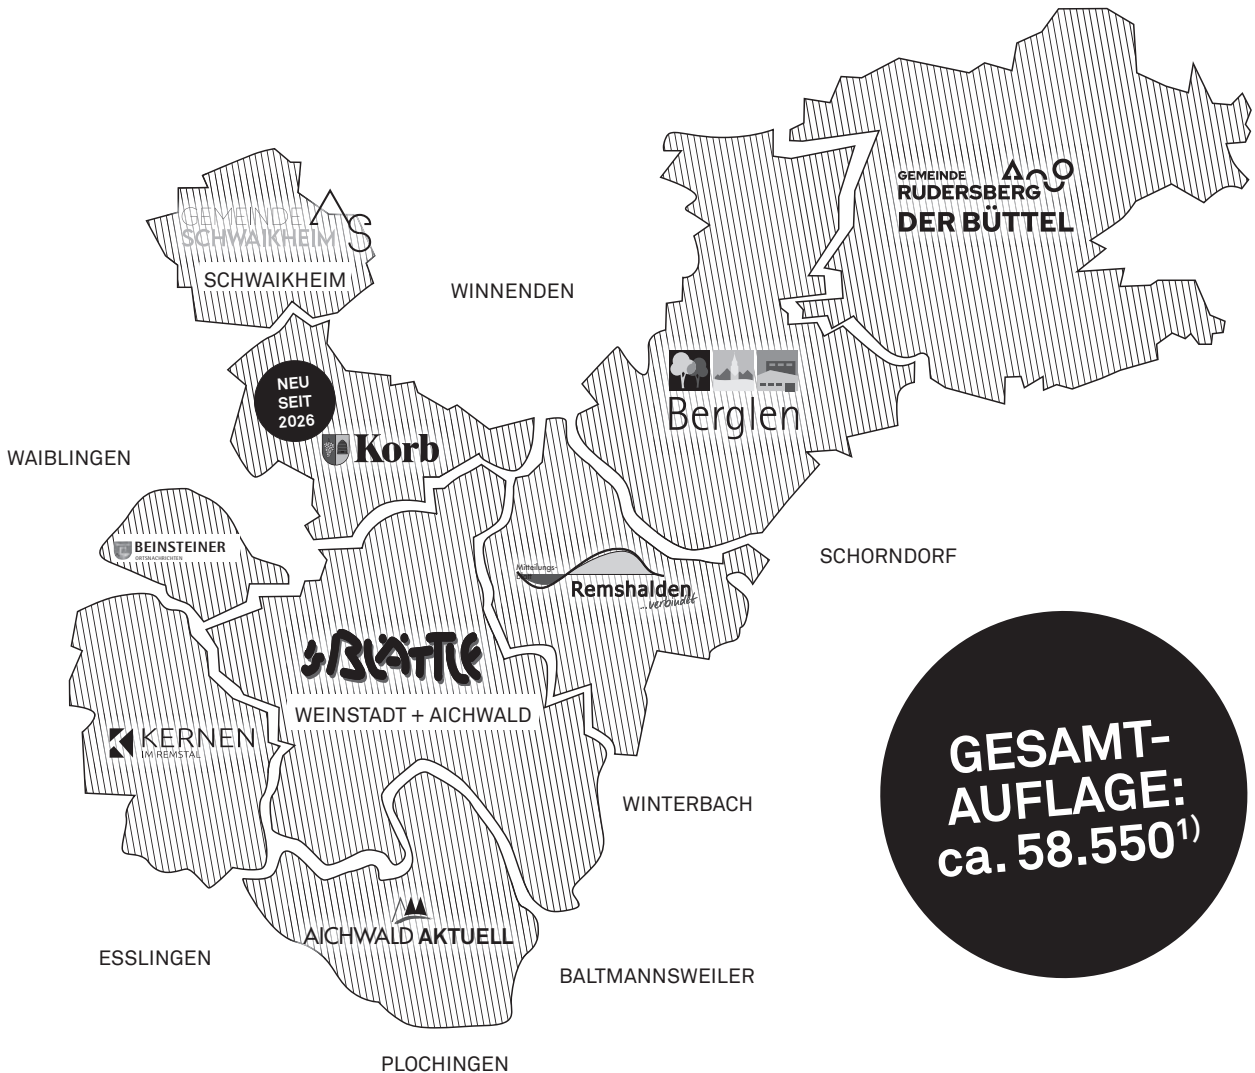 GEMEINDE
RUDERSBERG
DER BÜTTEL
GEMEINDE
SCHWAIKHEIM
S
SCHWAIKHEIM
WINNENDEN
NEU
SEIT
2026
Korb
Berglen
WAIBLINGEN
BEINSTEINER
ORTSNACHRICHTEN
SCHORNDORF
Mitteilungs-
Remshalden
...verbindet
's BLÄTTLE
WEINSTADT + AICHWALD
KERNEN
IM REMSTAL
GESAMT-
AUFLAGE:
ca. 58.550¹⁾
WINTERBACH
AICHWALD AKTUELL
ESSLINGEN
BALTMANNSWEILER
PLOCHINGEN